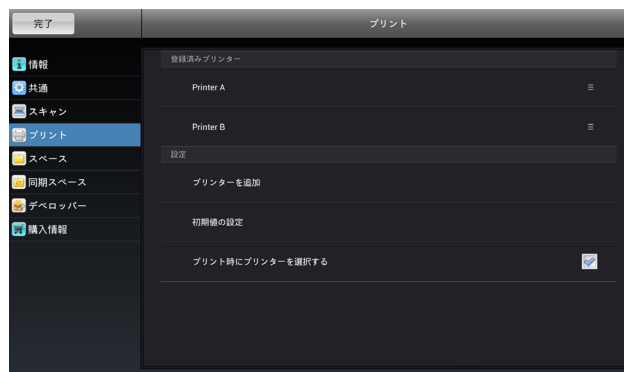 完了
プリント
情報
共通
スキャン
プリント
スペース
同期スペース
デベロッパー
購入情報
登録済みプリンター
Printer A
Printer B
設定
プリンターを追加
初期値の設定
プリント時にプリンターを選択する